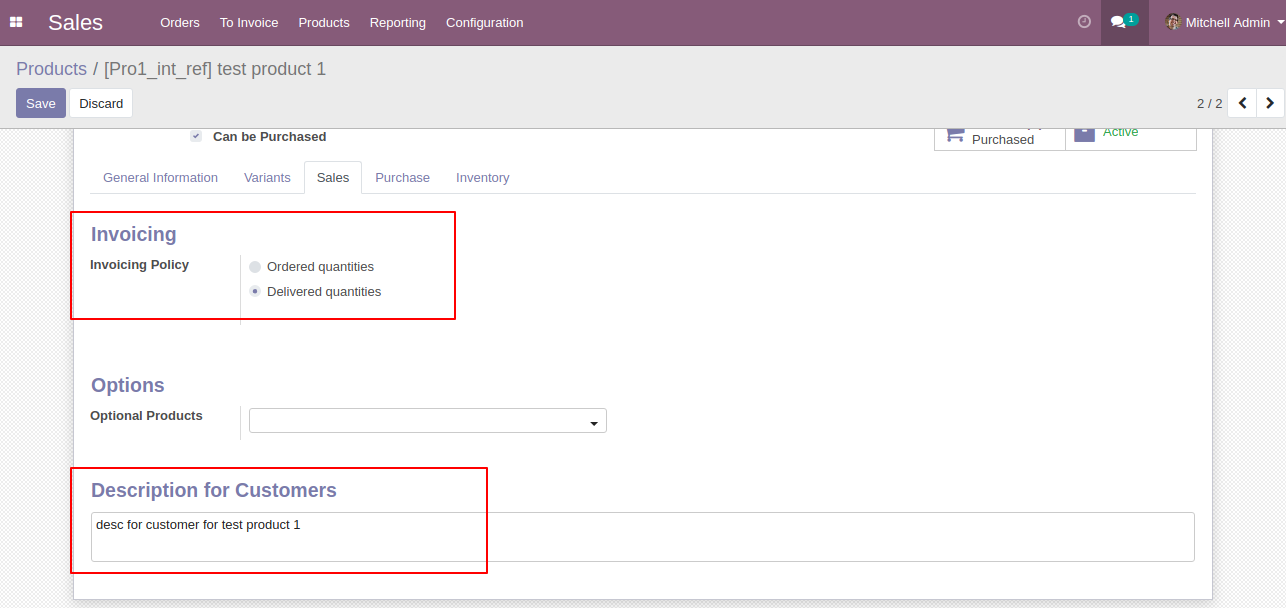 Sales Orders To Invoice Products Reporting Configuration 1 Mitchell Admin
Products / [Pro1_int_ref] test product 1
Save Discard 2 / 2
Can be Purchased
Purchased
Active
General Information Variants Sales Purchase Inventory
Invoicing
Invoicing Policy
Ordered quantities
Delivered quantities
Options
Optional Products
Description for Customers
desc for customer for test product 1